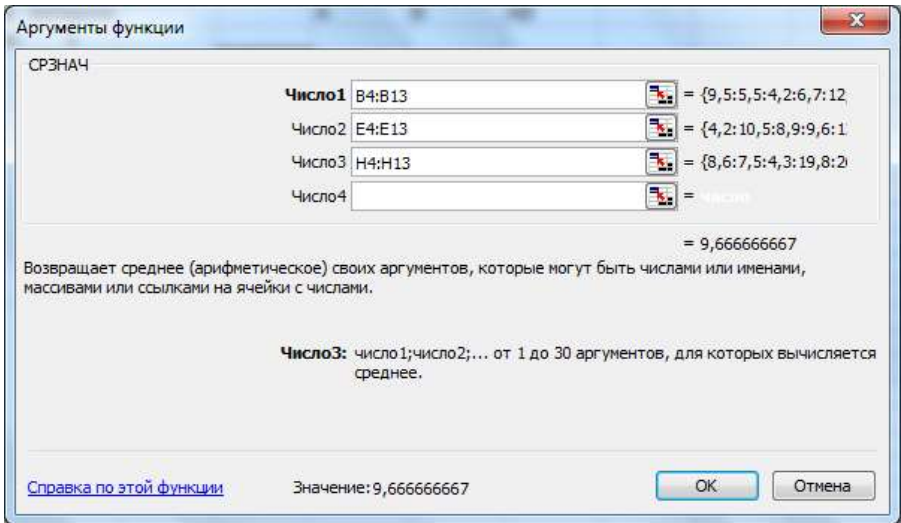 Аргументы функции
СРЗНАЧ
Число1 B4:B13 = {9,5:5,5:4,2:6,7:12
Число2 E4:E13 = {4,2:10,5:8,9:9,6:1
Число3 H4:H13 = {8,6:7,5:4,3:19,8:2
Число4 = число
= 9,666666667
Возвращает среднее (арифметическое) своих аргументов, которые могут быть числами или именами,
массивами или ссылками на ячейки с числами.
Число3: число1;число2;... от 1 до 30 аргументов, для которых вычисляется
среднее.
Справка по этой функции Значение:9,666666667 OK Отмена